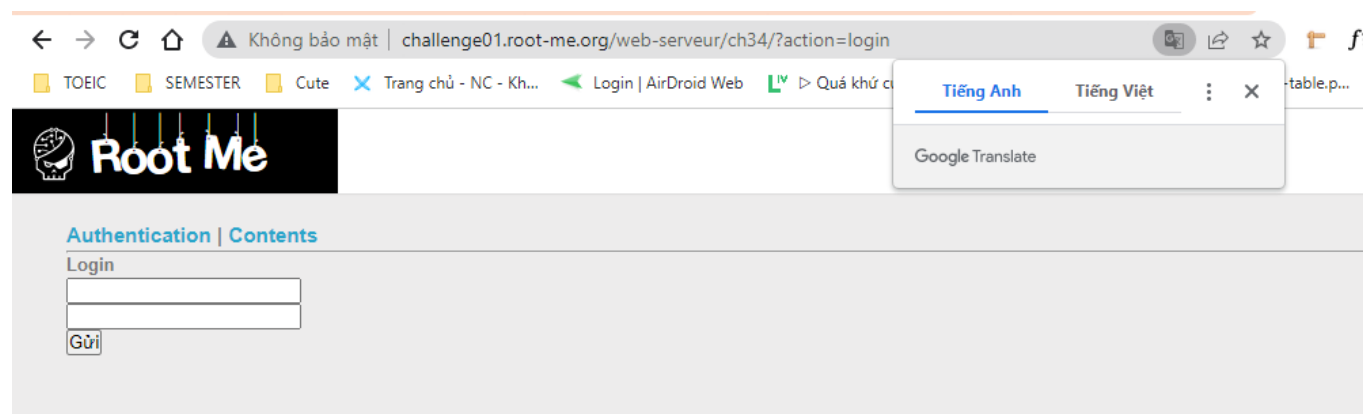 Không bảo mật | challenge01.root-me.org/web-serveur/ch34/?action=login
TOEIC SEMESTER Cute Trang chủ - NC - Kh... Login | AirDroid Web ▷ Quá khứ -table.p...
Tiếng Anh Tiếng Việt
Google Translate
Root Me
Authentication | Contents
Login
Gửi